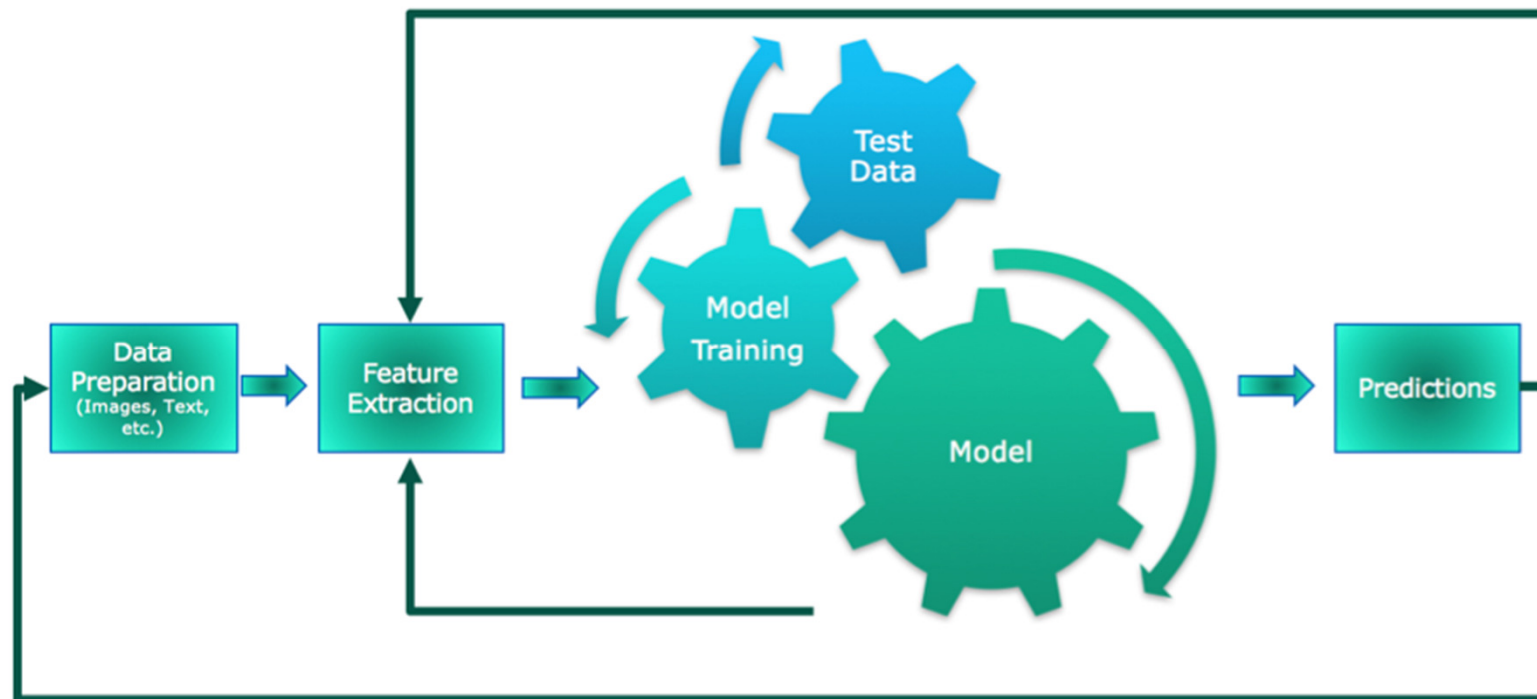 Data
Preparation
(Images, Text,
etc.)
Feature
Extraction
Test
Data
Model
Training
Model
Predictions